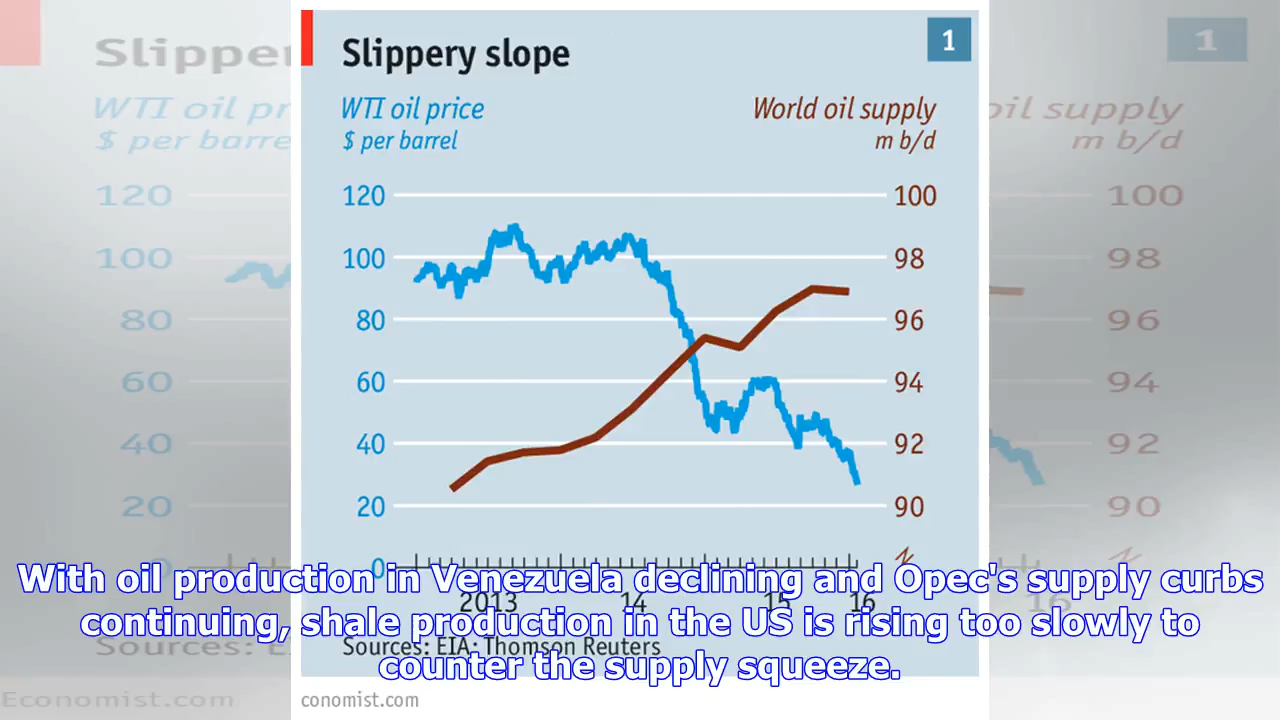 Slippery slope
1
WTI oil price
$ per barrel
World oil supply
m b/d
120
100
100
98
80
96
60
94
40
92
20
90
0
2013
14
15
16
Sources: EIA; Thomson Reuters
With oil production in Venezuela declining and Opec's supply curbs
continuing, shale production in the US is rising too slowly to
counter the supply squeeze.
Economist.com
conomist.com